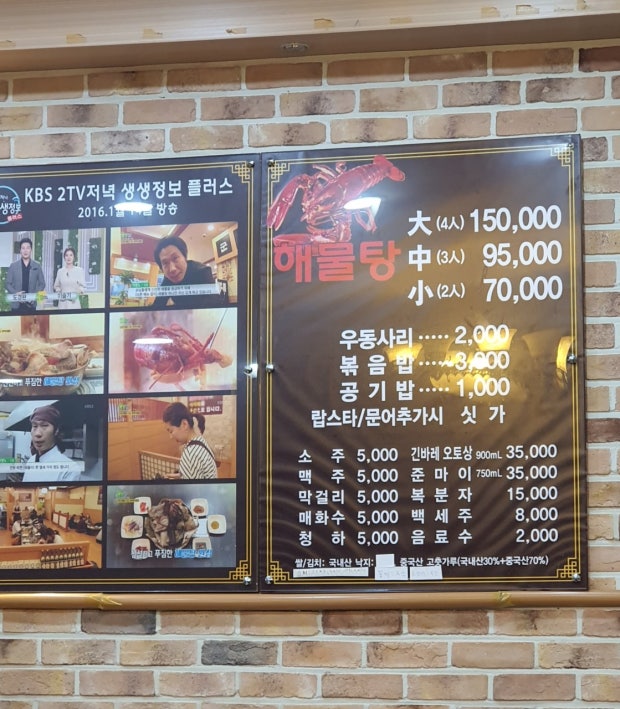 KBS 2TV저녁 생생정보 플러스
2016.1월 방송
해물탕
大 (4人) 150,000
中 (3人) 95,000
小 (2人) 70,000
우동사리 ····· 2,000
볶음밥 ····· 3,000
공기밥 ····· 1,000
랍스타/문어추가시 싯가
소주 5,000 긴바레 오토상 900mL 35,000
맥주 5,000 준마이 750mL 35,000
막걸리 5,000 복분자 15,000
매화수 5,000 백세주 8,000
청하 5,000 음료수 2,000
쌀/김치: 국내산 낙지: 중국산 고춧가루(국내산30%+중국산70%)